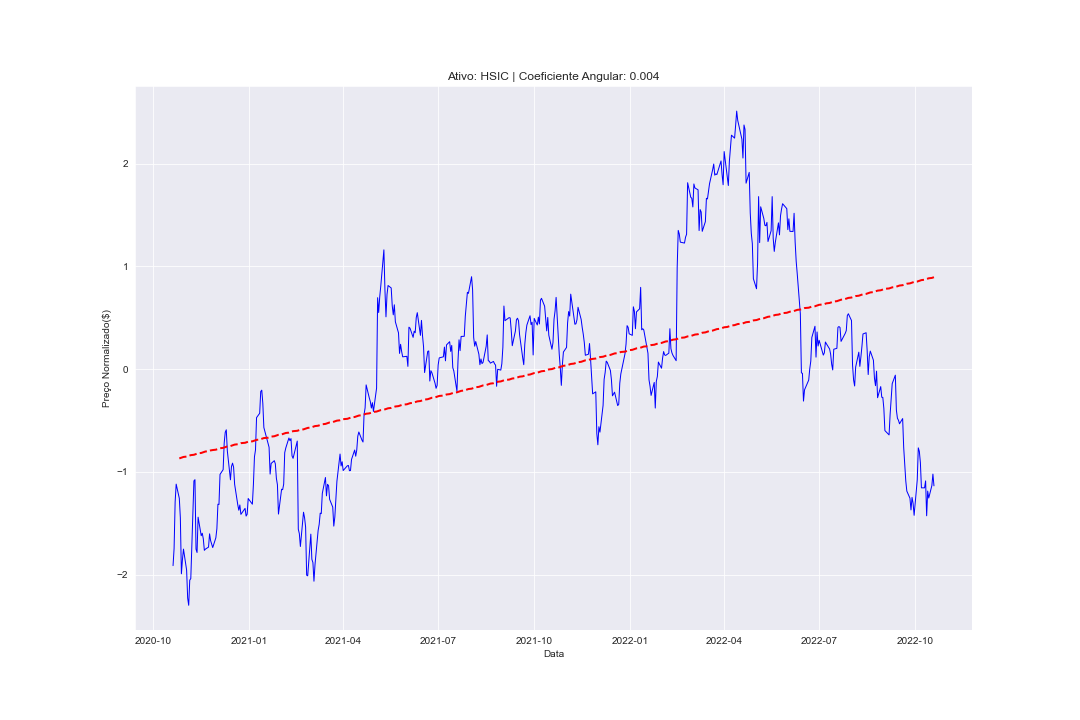 Ativo: HSIC | Coeficiente Angular: 0.004
Preço Normalizado($)
2
1
0
−1
−2
2020-10 2021-01 2021-04 2021-07 2021-10 2022-01 2022-04 2022-07 2022-10
Data